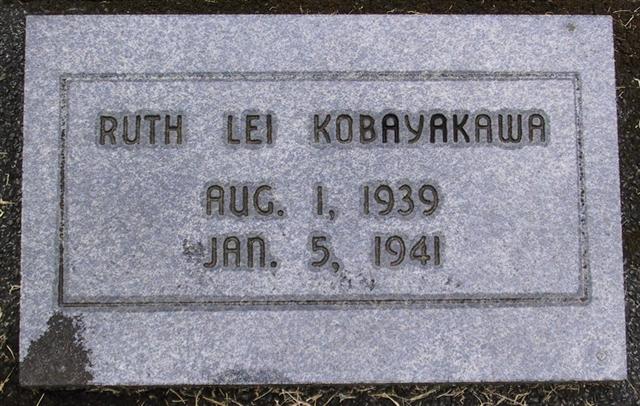 RUTH LEI KOBAYAKAWA
AUG. 1, 1939
JAN. 5, 1941